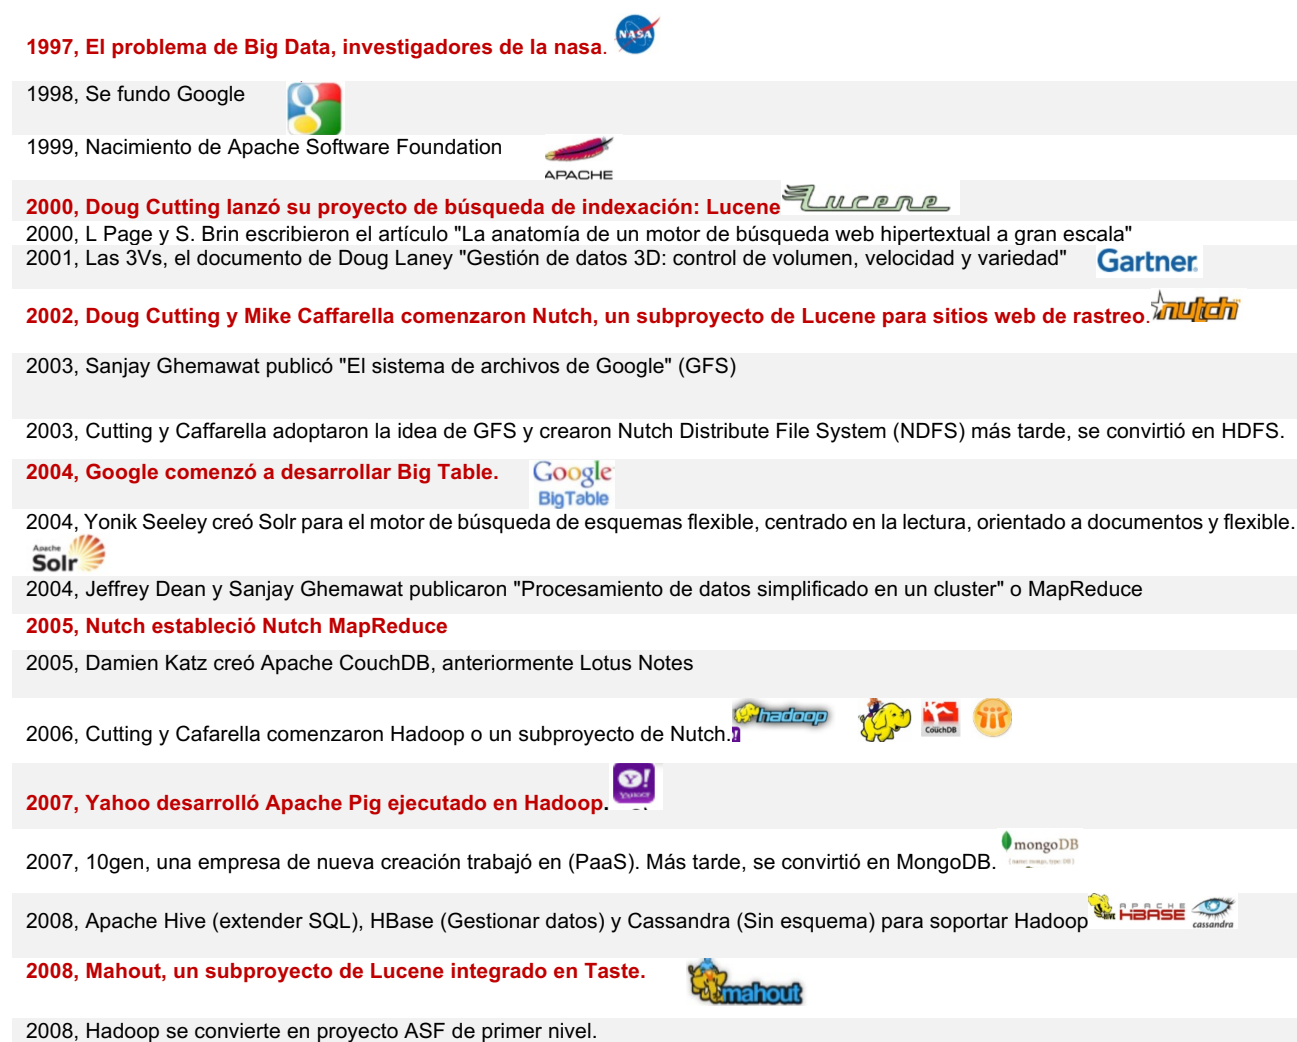 1997, El problema de Big Data, investigadores de la nasa.
NASA
1998, Se fundo Google
g
1999, Nacimiento de Apache Software Foundation
APACHE
2000, Doug Cutting lanzó su proyecto de búsqueda de indexación: Lucene
Lucene
2000, L Page y S. Brin escribieron el artículo "La anatomía de un motor de búsqueda web hipertextual a gran escala"
2001, Las 3Vs, el documento de Doug Laney "Gestión de datos 3D: control de volumen, velocidad y variedad"
Gartner
2002, Doug Cutting y Mike Caffarella comenzaron Nutch, un subproyecto de Lucene para sitios web de rastreo.
nutch
2003, Sanjay Ghemawat publicó "El sistema de archivos de Google" (GFS)
2003, Cutting y Caffarella adoptaron la idea de GFS y crearon Nutch Distribute File System (NDFS) más tarde, se convirtió en HDFS.
2004, Google comenzó a desarrollar Big Table.
Google
BigTable
2004, Yonik Seeley creó Solr para el motor de búsqueda de esquemas flexible, centrado en la lectura, orientado a documentos y flexible.
Apache
Solr
2004, Jeffrey Dean y Sanjay Ghemawat publicaron "Procesamiento de datos simplificado en un cluster" o MapReduce
2005, Nutch estableció Nutch MapReduce
2005, Damien Katz creó Apache CouchDB, anteriormente Lotus Notes
2006, Cutting y Cafarella comenzaron Hadoop o un subproyecto de Nutch.
hadoop
CouchDB
2007, Yahoo desarrolló Apache Pig ejecutado en Hadoop.
Y!
YAHOO!
2007, 10gen, una empresa de nueva creación trabajó en (PaaS). Más tarde, se convirtió en MongoDB.
mongoDB
2008, Apache Hive (extender SQL), HBase (Gestionar datos) y Cassandra (Sin esquema) para soportar Hadoop
HIVE
APACHE
HBASE
cassandra
2008, Mahout, un subproyecto de Lucene integrado en Taste.
mahout
2008, Hadoop se convierte en proyecto ASF de primer nivel.